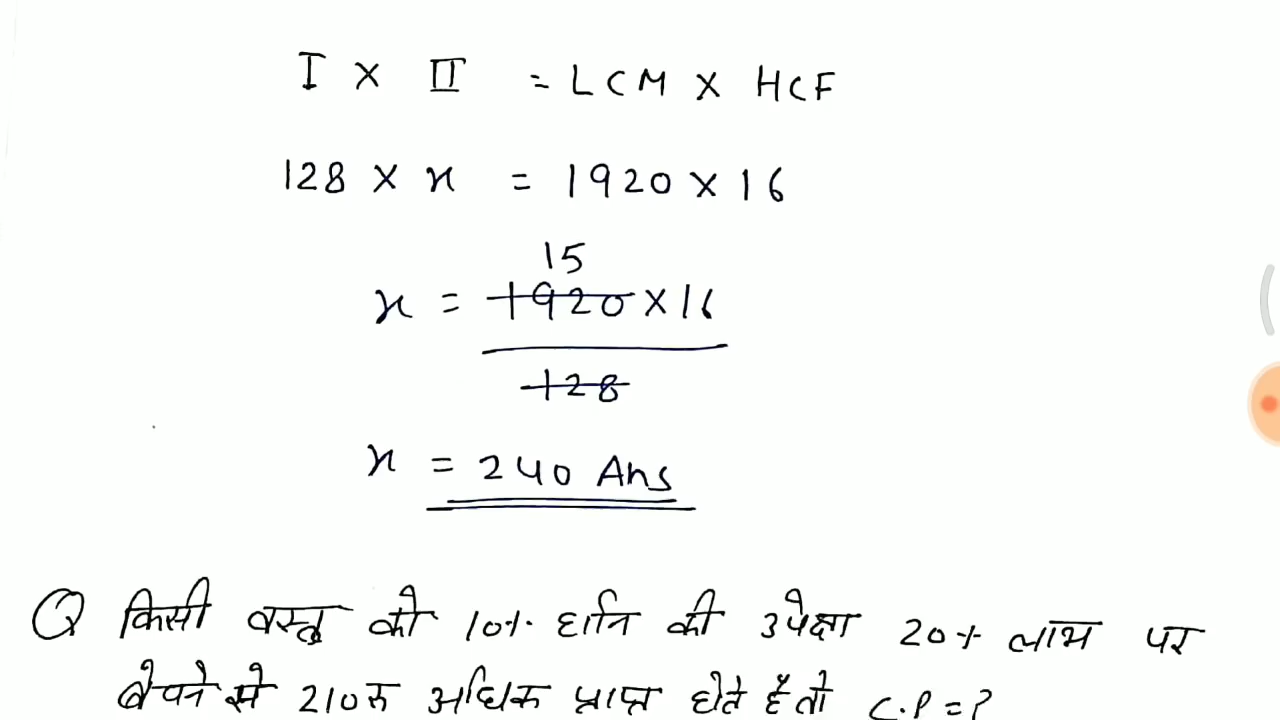 I × II = LCM × HCF
128 × x = 1920 × 16
15
x = 1920 × 16
128
x = 240 Ans
Q किसी वस्तु को 10% हानि की अपेक्षा 20% लाभ पर
बेचने से 210 रु अधिक प्राप्त होते हैं तो C.P = ?